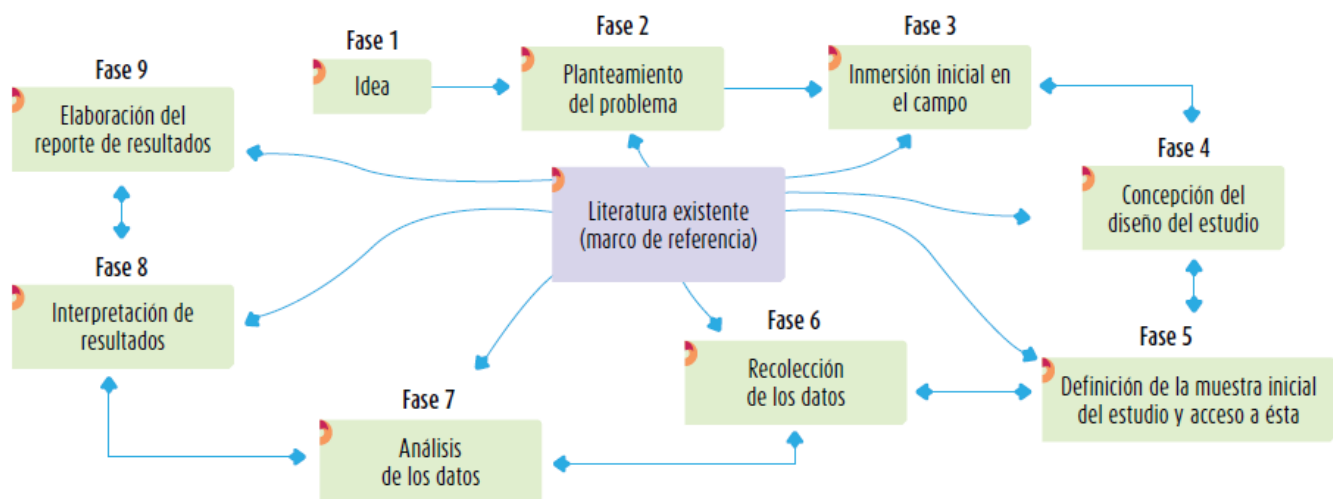 Fase 1
Idea
Fase 2
Planteamiento
del problema
Fase 3
Inmersión inicial en
el campo
Fase 4
Concepción del
diseño del estudio
Fase 5
Definición de la muestra inicial
del estudio y acceso a ésta
Fase 6
Recolección
de los datos
Fase 7
Análisis
de los datos
Fase 8
Interpretación de
resultados
Fase 9
Elaboración del
reporte de resultados
Literatura existente
(marco de referencia)